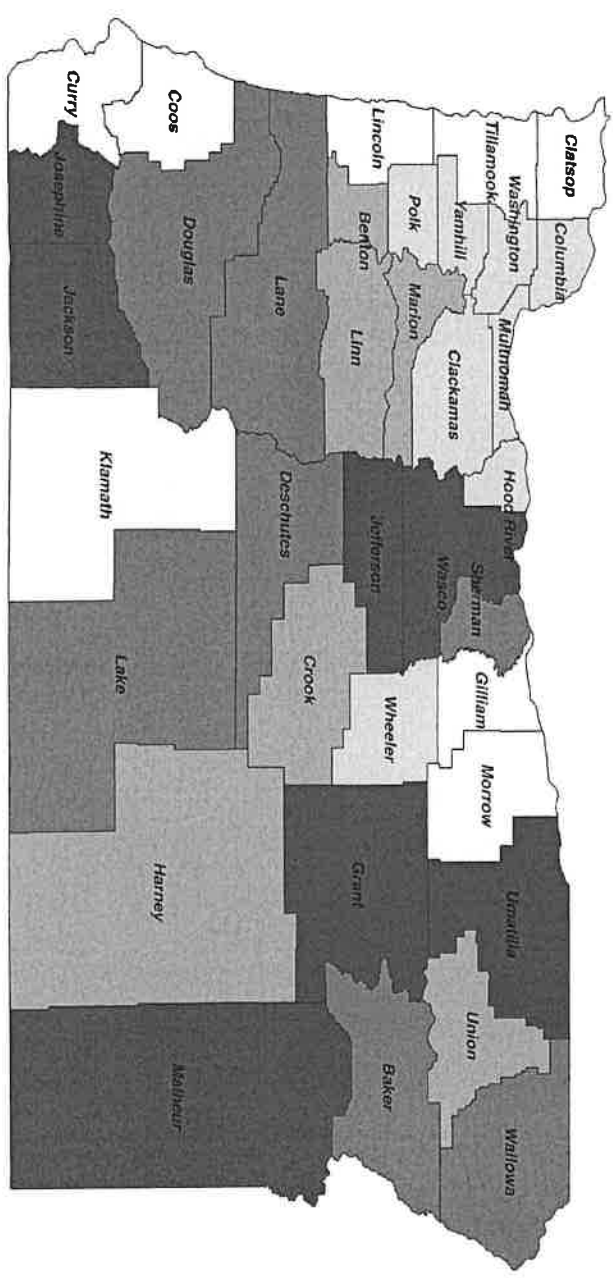 Clatsop
Columbia
Tillamook
Washington
Multnomah
Hood River
Yamhill
Clackamas
Sherman
Gilliam
Morrow
Umatilla
Wallowa
Union
Polk
Marion
Wasco
Lincoln
Benton
Linn
Jefferson
Wheeler
Grant
Baker
Lane
Deschutes
Crook
Coos
Douglas
Curry
Josephine
Jackson
Klamath
Lake
Harney
Malheur